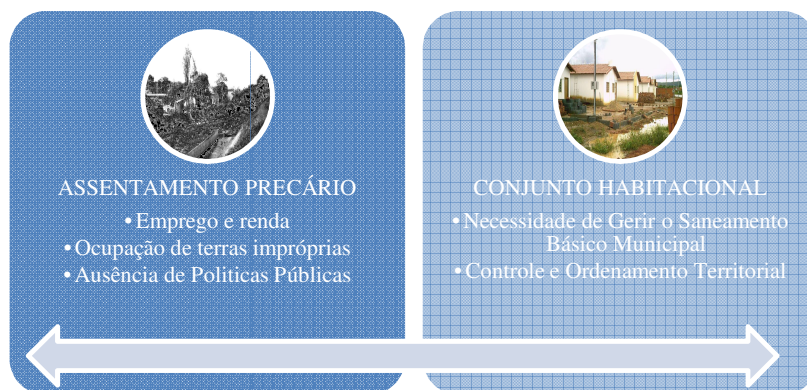 ASSENTAMENTO PRECÁRIO
• Emprego e renda
• Ocupação de terras impróprias
• Ausência de Politicas Públicas
CONJUNTO HABITACIONAL
• Necessidade de Gerir o Saneamento
Básico Municipal
• Controle e Ordenamento Territorial